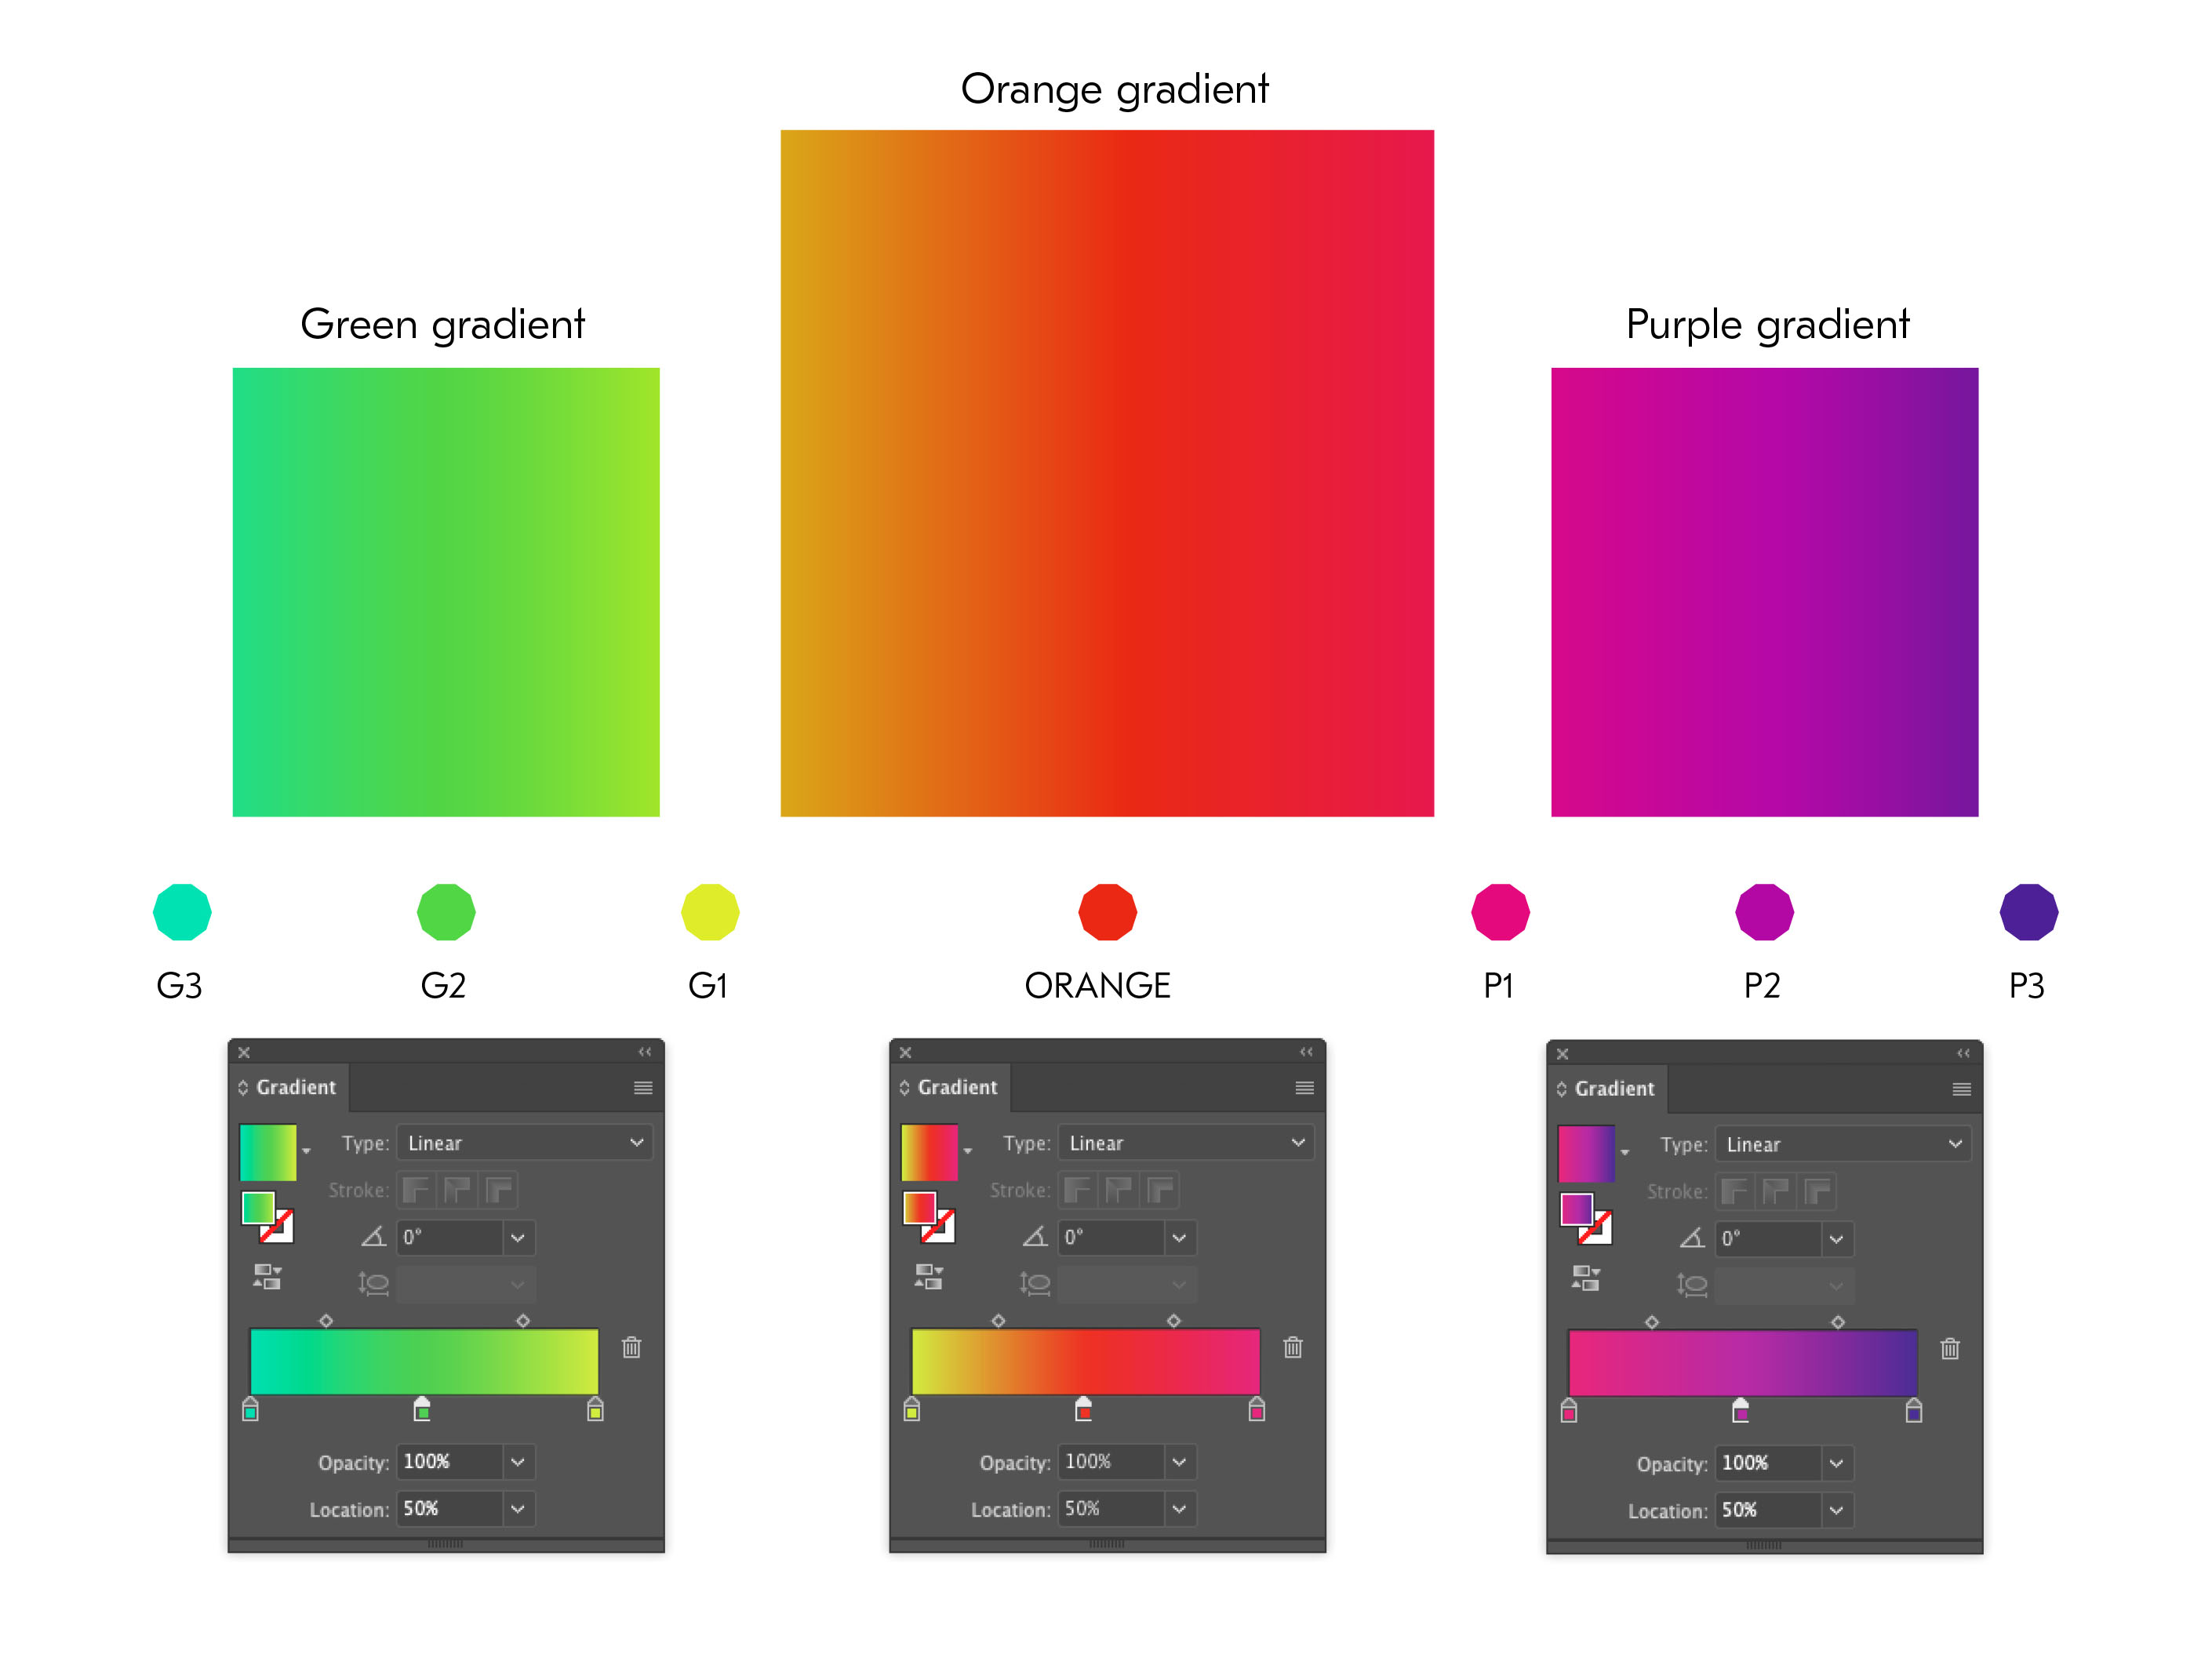 Orange gradient
Green gradient
Purple gradient
G3
G2
G1
ORANGE
P1
P2
P3
Gradient
Type: Linear
Stroke:
0°
Opacity: 100%
Location: 50%
Gradient
Type: Linear
Stroke:
0°
Opacity: 100%
Location: 50%
Gradient
Type: Linear
Stroke:
0°
Opacity: 100%
Location: 50%